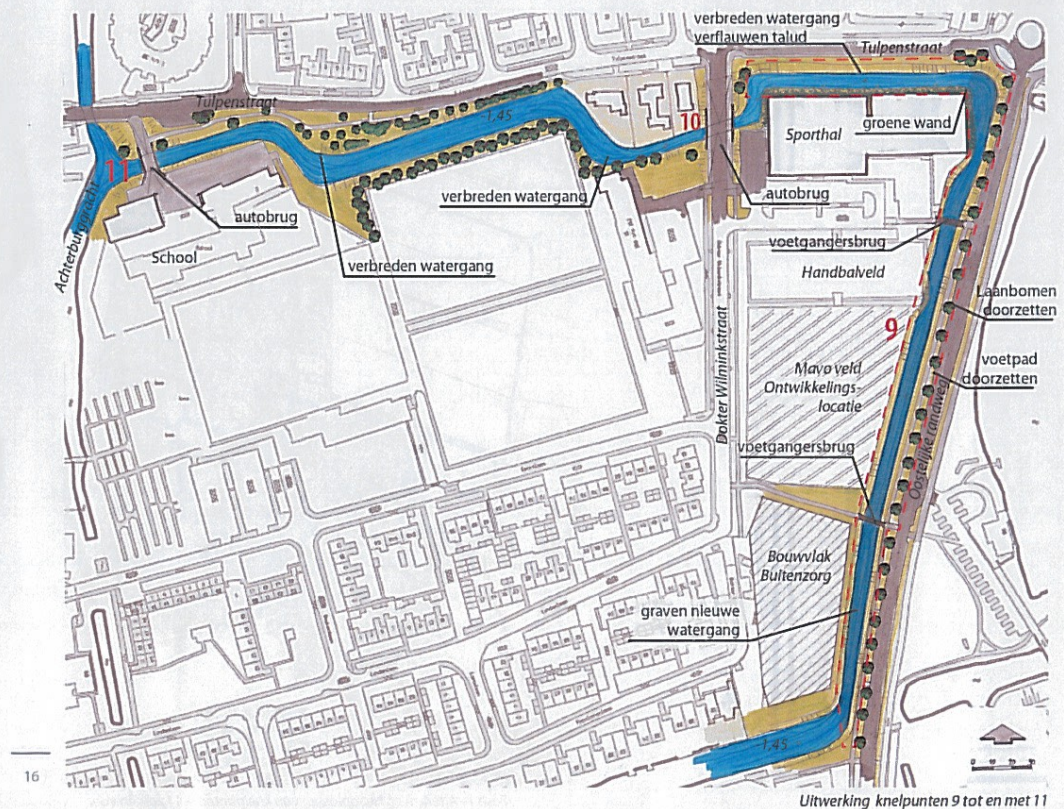 verbreden watergang
verflauwen talud
Tulpenstraat
Tulpenstraat
-1,45
10
Sporthal
groene wand
11
verbreden watergang
autobrug
autobrug
Achterburggracht
School
verbreden watergang
voetgangersbrug
Handbalveld
Laanbomen
doorzetten
9
Mavo veld
Ontwikkelings-
locatie
voetpad
doorzetten
Dokter Wilminkstraat
Oostelijke randweg
voetgangersbrug
Bouwvlak
Buitenzorg
graven nieuwe
watergang
-1,45
16
Uitwerking knelpunten 9 tot en met 11